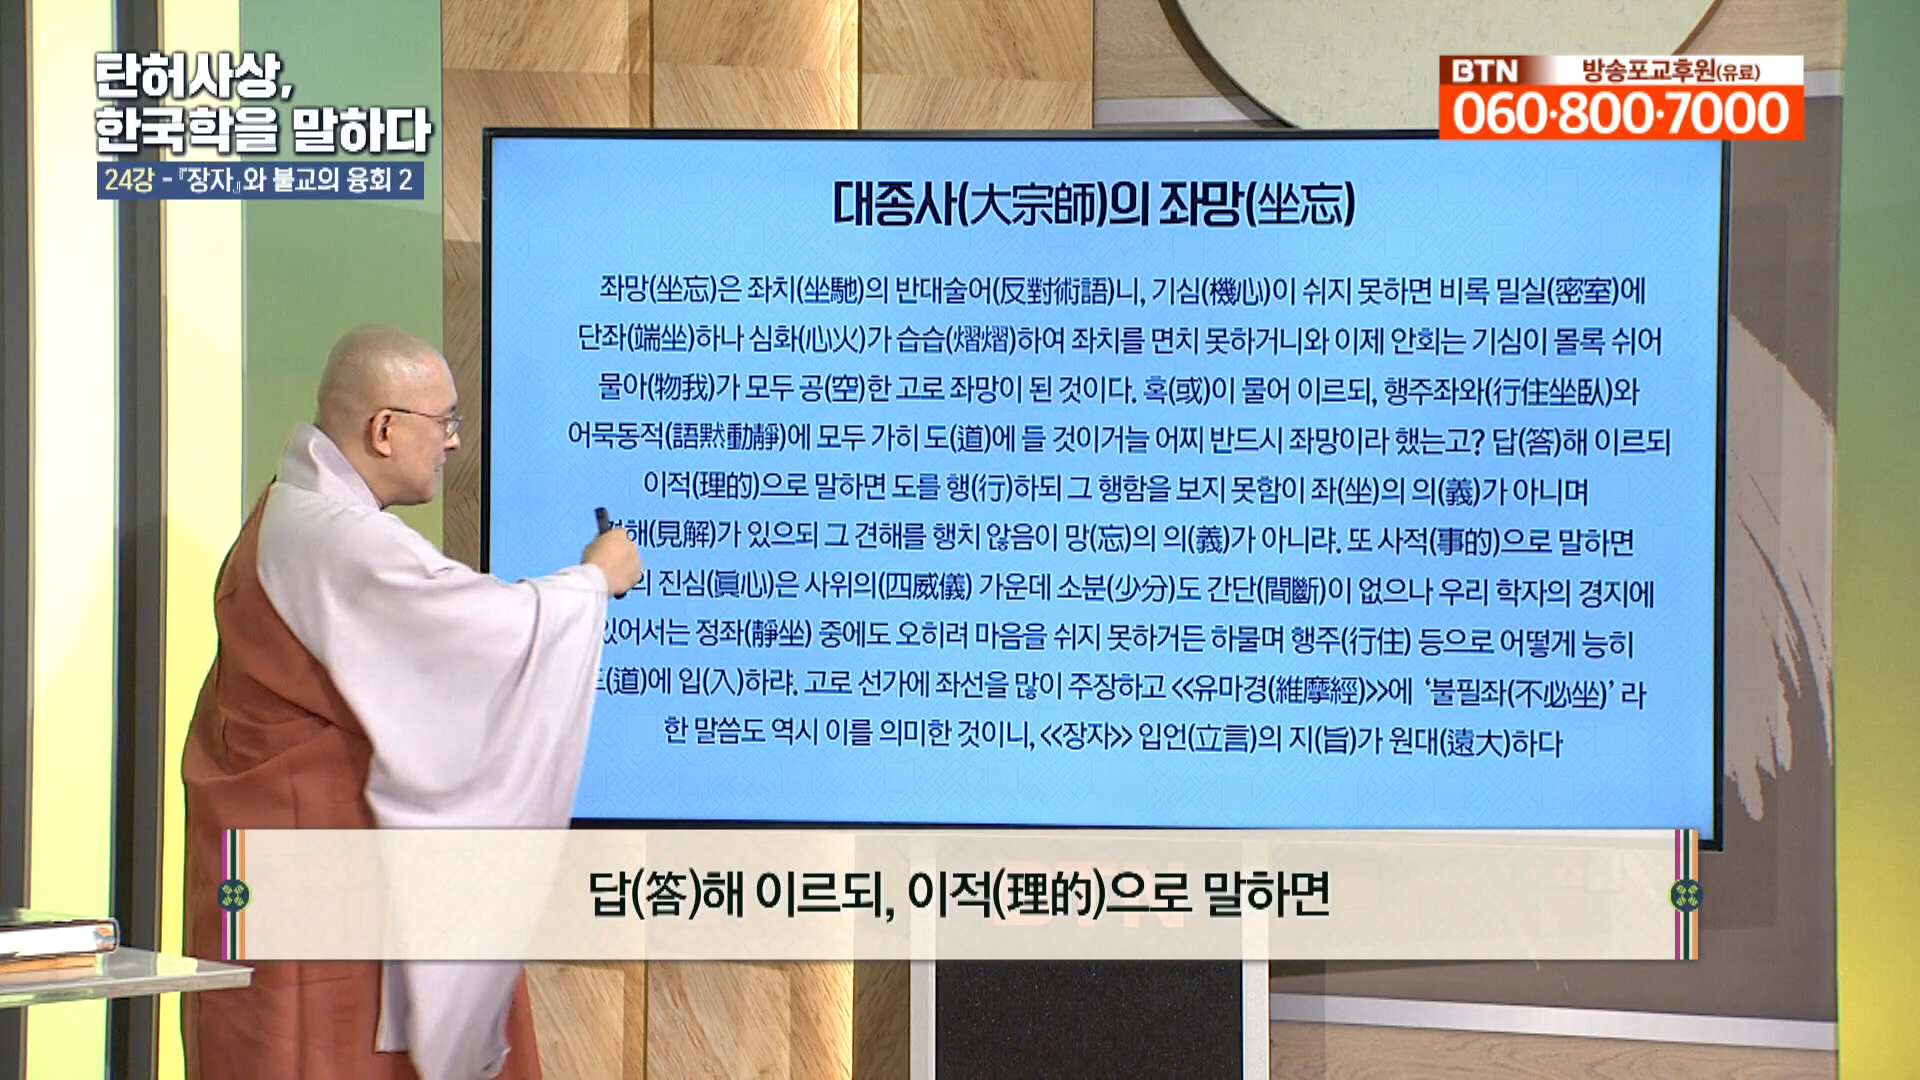 탄허사상,
한국학을 말하다
24강 - 『장자』와 불교의 융회 2
BTN 방송포교후원(유료)
060·800·7000
대종사(大宗師)의 좌망(坐忘)
좌망(坐忘)은 좌치(坐馳)의 반대술어(反對術語)니, 기심(機心)이 쉬지 못하면 비록 밀실(密室)에
단좌(端坐)하나 심화(心火)가 습습(熠熠)하여 좌치를 면치 못하거니와 이제 안회는 기심이 몰록 쉬어
물아(物我)가 모두 공(空)한 고로 좌망이 된 것이다. 혹(或)이 물어 이르되, 행주좌와(行住坐臥)와
어묵동적(語黙動靜)에 모두 가히 도(道)에 들 것이거늘 어찌 반드시 좌망이라 했는고? 답(答)해 이르되
이적(理的)으로 말하면 도를 행(行)하되 그 행함을 보지 못함이 좌(坐)의 의(義)가 아니며
(見解)가 있으되 그 견해를 행치 않음이 망(忘)의 의(義)가 아니랴. 또 사적(事的)으로 말하면
진심(眞心)은 사위의(四威儀) 가운데 소분(少分)도 간단(間斷)이 없으나 우리 학자의 경지에
있어서는 정좌(靜坐) 중에도 오히려 마음을 쉬지 못하거든 하물며 행주(行住) 등으로 어떻게 능히
(道)에 입(入)하랴. 고로 선가에 좌선을 많이 주장하고 <<유마경(維摩經)>>에 ‘불필좌(不必坐)’ 라
한 말씀도 역시 이를 의미한 것이니, <<장자>> 입언(立言)의 지(旨)가 원대(遠大)하다
답(答)해 이르되, 이적(理的)으로 말하면